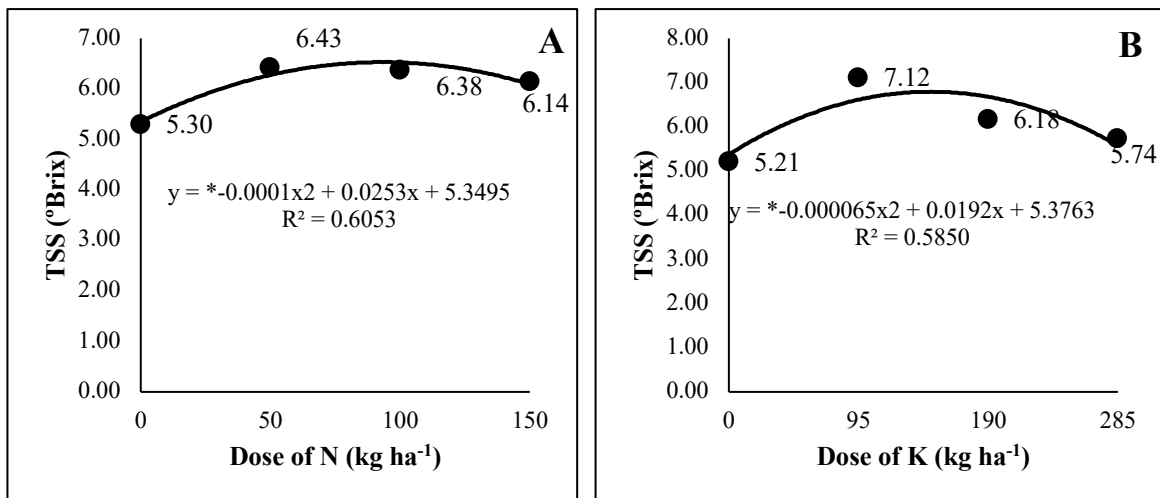 A
7.00
6.00
5.00
4.00
3.00
2.00
1.00
0.00
TSS (ºBrix)
5.30
6.43
6.38
6.14
y = *-0.0001x2 + 0.0253x + 5.3495
R² = 0.6053
0 50 100 150
Dose of N (kg ha⁻¹)
B
8.00
7.00
6.00
5.00
4.00
3.00
2.00
1.00
0.00
TSS (ºBrix)
5.21
7.12
6.18
5.74
y = *-0.000065x2 + 0.0192x + 5.3763
R² = 0.5850
0 95 190 285
Dose of K (kg ha⁻¹)